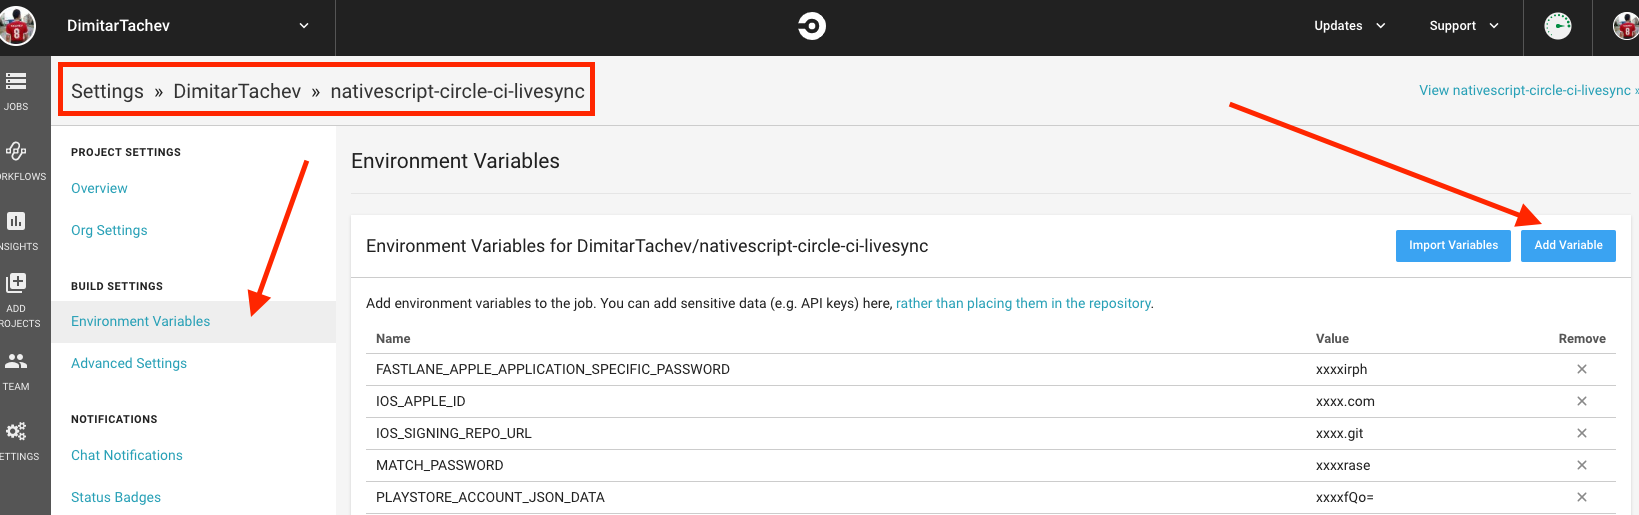 DimitarTachev
Updates
Support
Settings » DimitarTachev » nativescript-circle-ci-livesync
View nativescript-circle-ci-livesync »
JOBS
ORKFLOWS
NSIGHTS
ADD
ROJECTS
TEAM
ETTINGS
PROJECT SETTINGS
Overview
Org Settings
BUILD SETTINGS
Environment Variables
Advanced Settings
NOTIFICATIONS
Chat Notifications
Status Badges
Environment Variables
Environment Variables for DimitarTachev/nativescript-circle-ci-livesync
Import Variables
Add Variable
Add environment variables to the job. You can add sensitive data (e.g. API keys) here, rather than placing them in the repository.
Name Value Remove
FASTLANE_APPLE_APPLICATION_SPECIFIC_PASSWORD xxxxirph ×
IOS_APPLE_ID xxxx.com ×
IOS_SIGNING_REPO_URL xxxx.git ×
MATCH_PASSWORD xxxxrase ×
PLAYSTORE_ACCOUNT_JSON_DATA xxxxfQo= ×